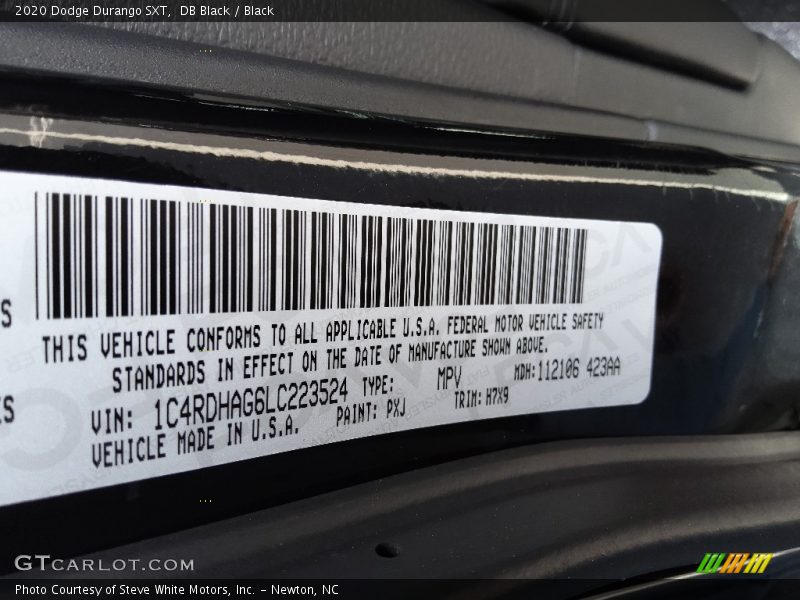 2020 Dodge Durango SXT, DB Black / Black
S
THIS VEHICLE CONFORMS TO ALL APPLICABLE U.S.A. FEDERAL MOTOR VEHICLE SAFETY
STANDARDS IN EFFECT ON THE DATE OF MANUFACTURE SHOWN ABOVE.
ES
VIN: 1C4RDHAG6LC223524 TYPE: MPV MDH:112106 423AA
VEHICLE MADE IN U.S.A. PAINT: PXJ TRIM: H7X9
GTCARLOT.COM
Photo Courtesy of Steve White Motors, Inc. – Newton, NC